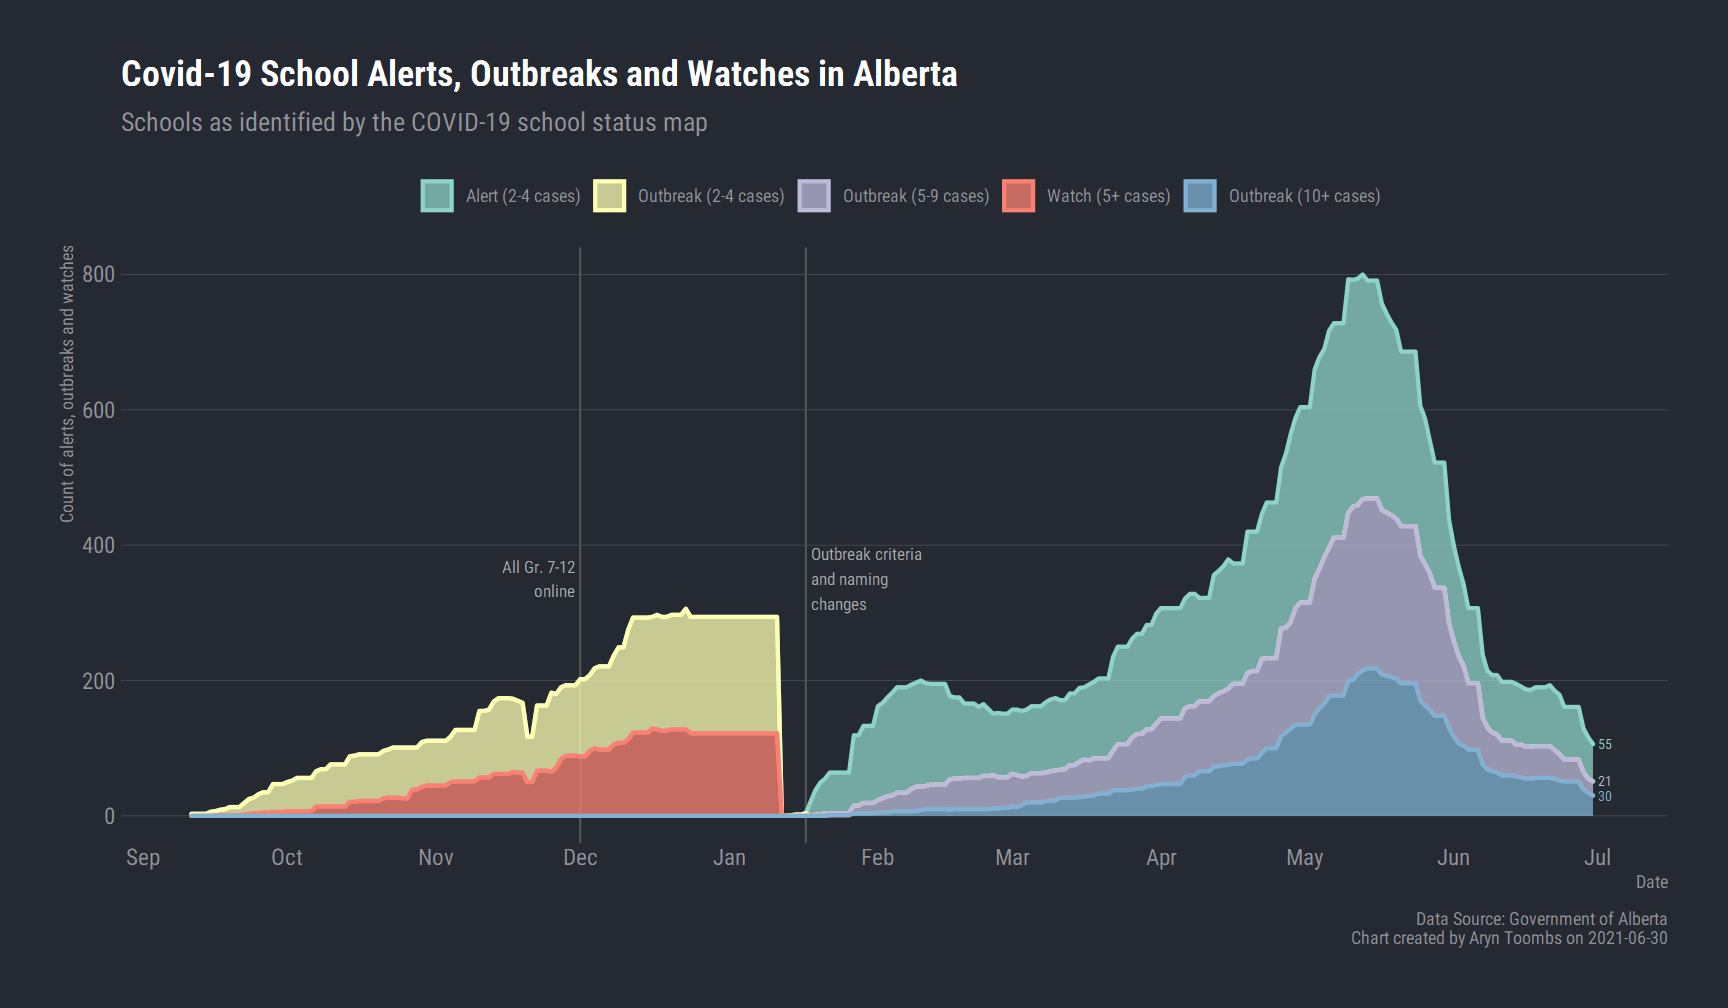 Covid-19 School Alerts, Outbreaks and Watches in Alberta
Schools as identified by the COVID-19 school status map
Alert (2-4 cases)
Outbreak (2-4 cases)
Outbreak (5-9 cases)
Watch (5+ cases)
Outbreak (10+ cases)
Count of alerts, outbreaks and watches
800
600
400
200
0
All Gr. 7-12
online
Outbreak criteria
and naming
changes
55
21
30
Sep
Oct
Nov
Dec
Jan
Feb
Mar
Apr
May
Jun
Jul
Date
Data Source: Government of Alberta
Chart created by Aryn Toombs on 2021-06-30